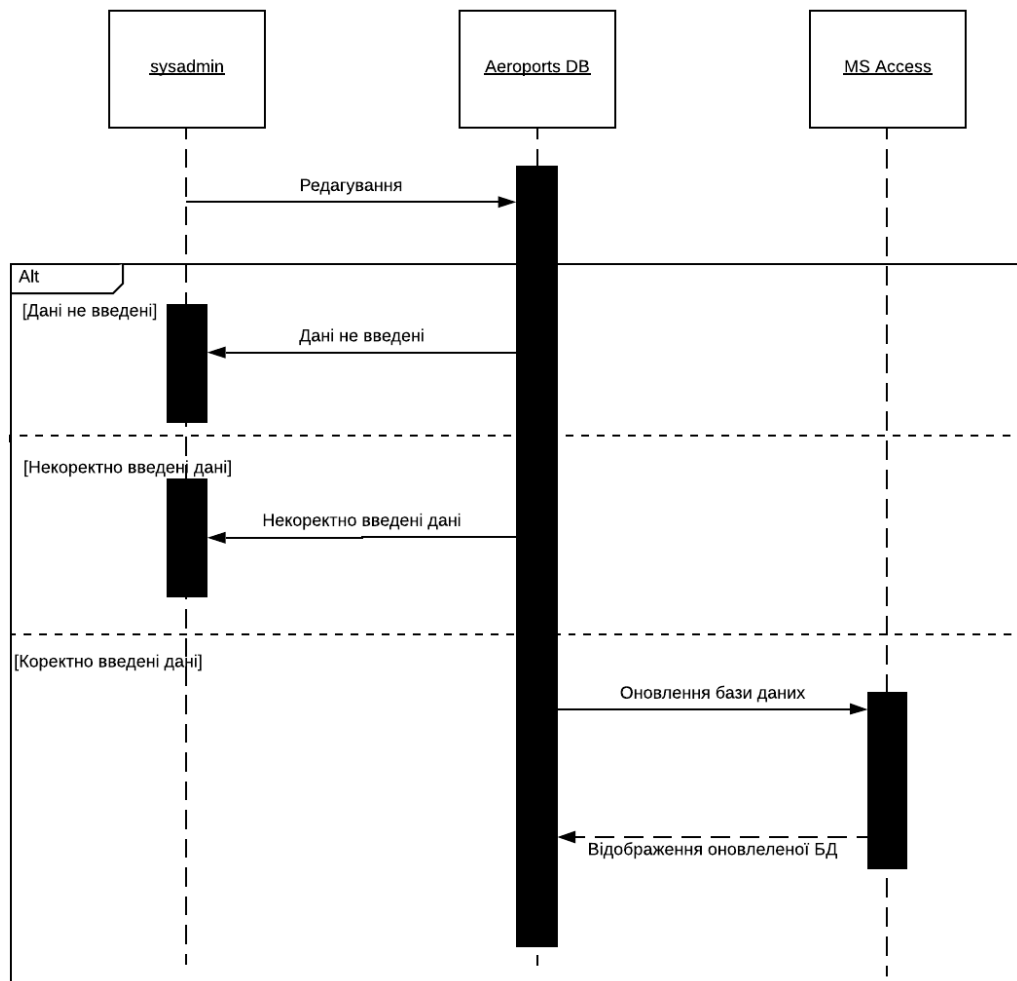 sysadmin
Aeroports DB
MS Access
Редагування
Alt
[Дані не введені]
Дані не введені
[Некоректно введені дані]
Некоректно введені дані
[Коректно введені дані]
Оновлення бази даних
Відображення оновлеленої БД